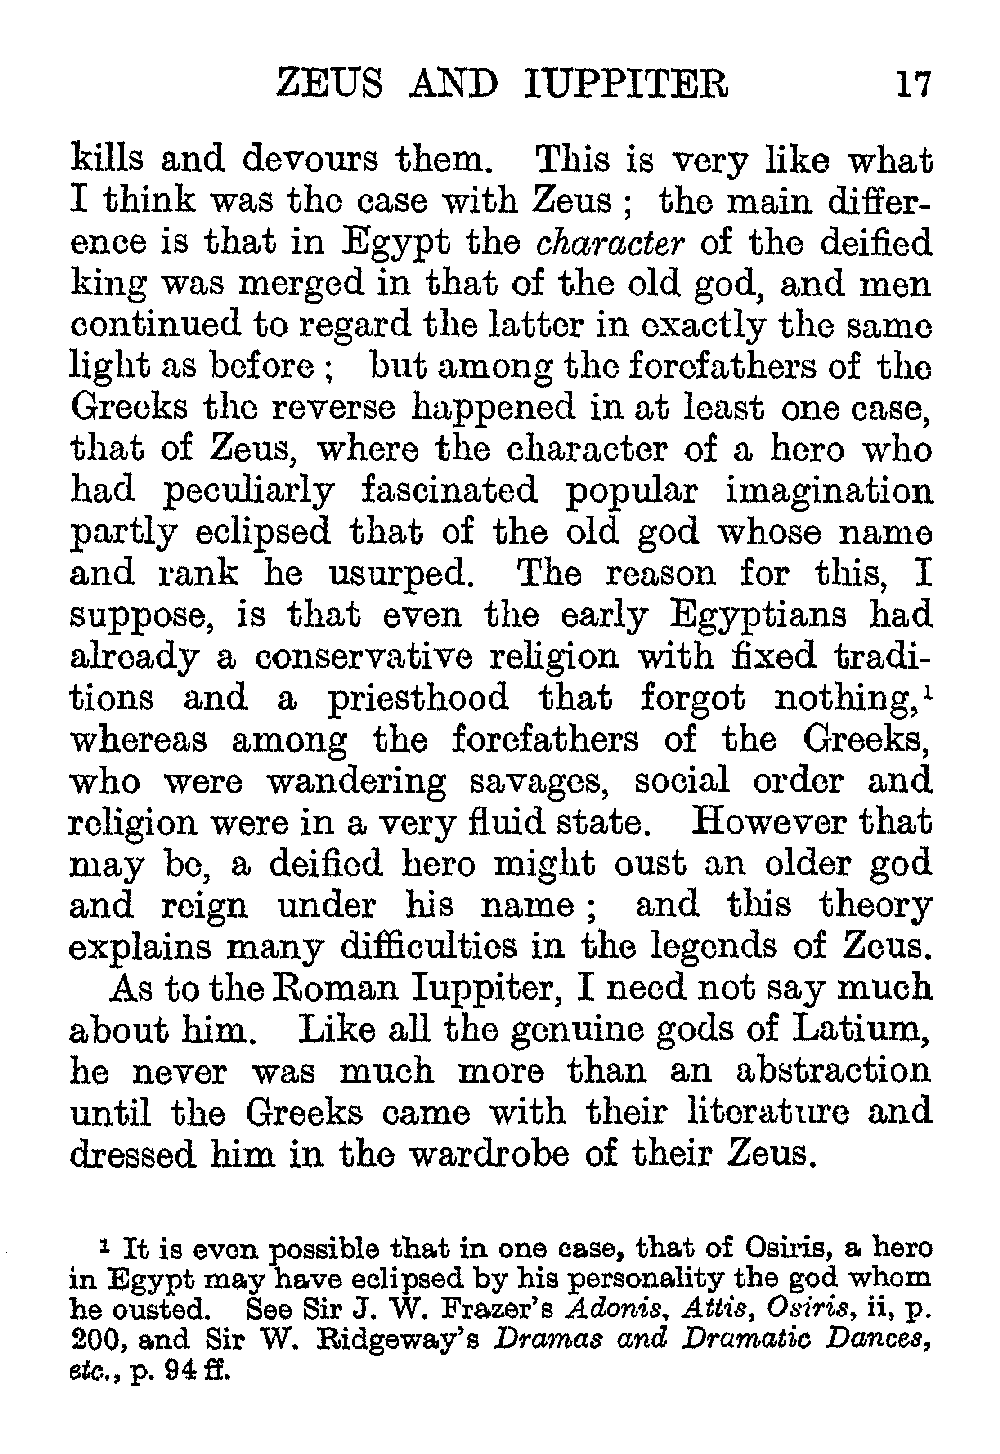 ZEUS AND IUPPITER 17
kills and devours them. This is very like what
I think was the case with Zeus ; the main differ-
ence is that in Egypt the character of the deified
king was merged in that of the old god, and men
continued to regard the latter in exactly the same
light as before ; but among the forefathers of the
Greeks the reverse happened in at least one case,
that of Zeus, where the character of a hero who
had peculiarly fascinated popular imagination
partly eclipsed that of the old god whose name
and rank he usurped. The reason for this, I
suppose, is that even the early Egyptians had
already a conservative religion with fixed tradi-
tions and a priesthood that forgot nothing,¹
whereas among the forefathers of the Greeks,
who were wandering savages, social order and
religion were in a very fluid state. However that
may be, a deified hero might oust an older god
and reign under his name ; and this theory
explains many difficulties in the legends of Zeus.
As to the Roman Iuppiter, I need not say much
about him. Like all the genuine gods of Latium,
he never was much more than an abstraction
until the Greeks came with their literature and
dressed him in the wardrobe of their Zeus.
¹ It is even possible that in one case, that of Osiris, a hero
in Egypt may have eclipsed by his personality the god whom
he ousted. See Sir J. W. Frazer's Adonis, Attis, Osiris, ii, p.
200, and Sir W. Ridgeway's Dramas and Dramatic Dances,
etc., p. 94 ff.